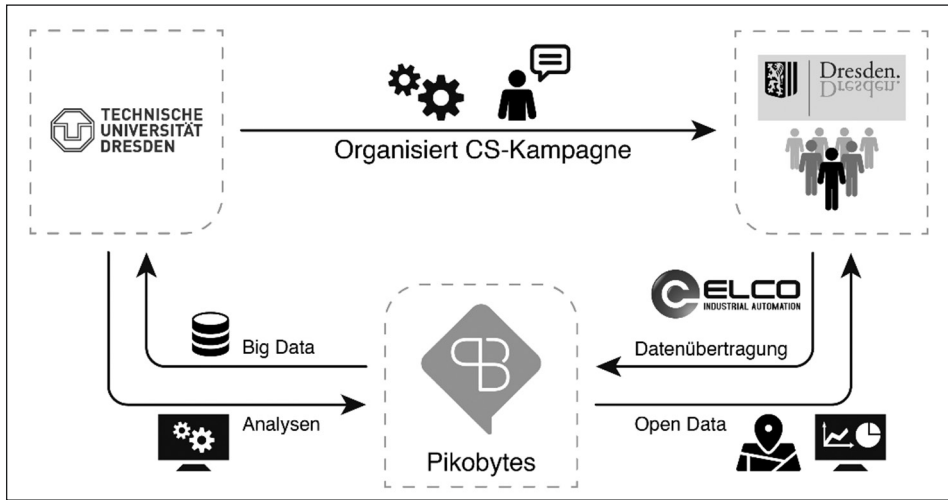 TECHNISCHE
UNIVERSITÄT
DRESDEN
Organisiert CS-Kampagne
Dresden.
Dresden.
ELCO
INDUSTRIAL AUTOMATION
Big Data
Datenübertragung
Analysen
Open Data
Pikobytes